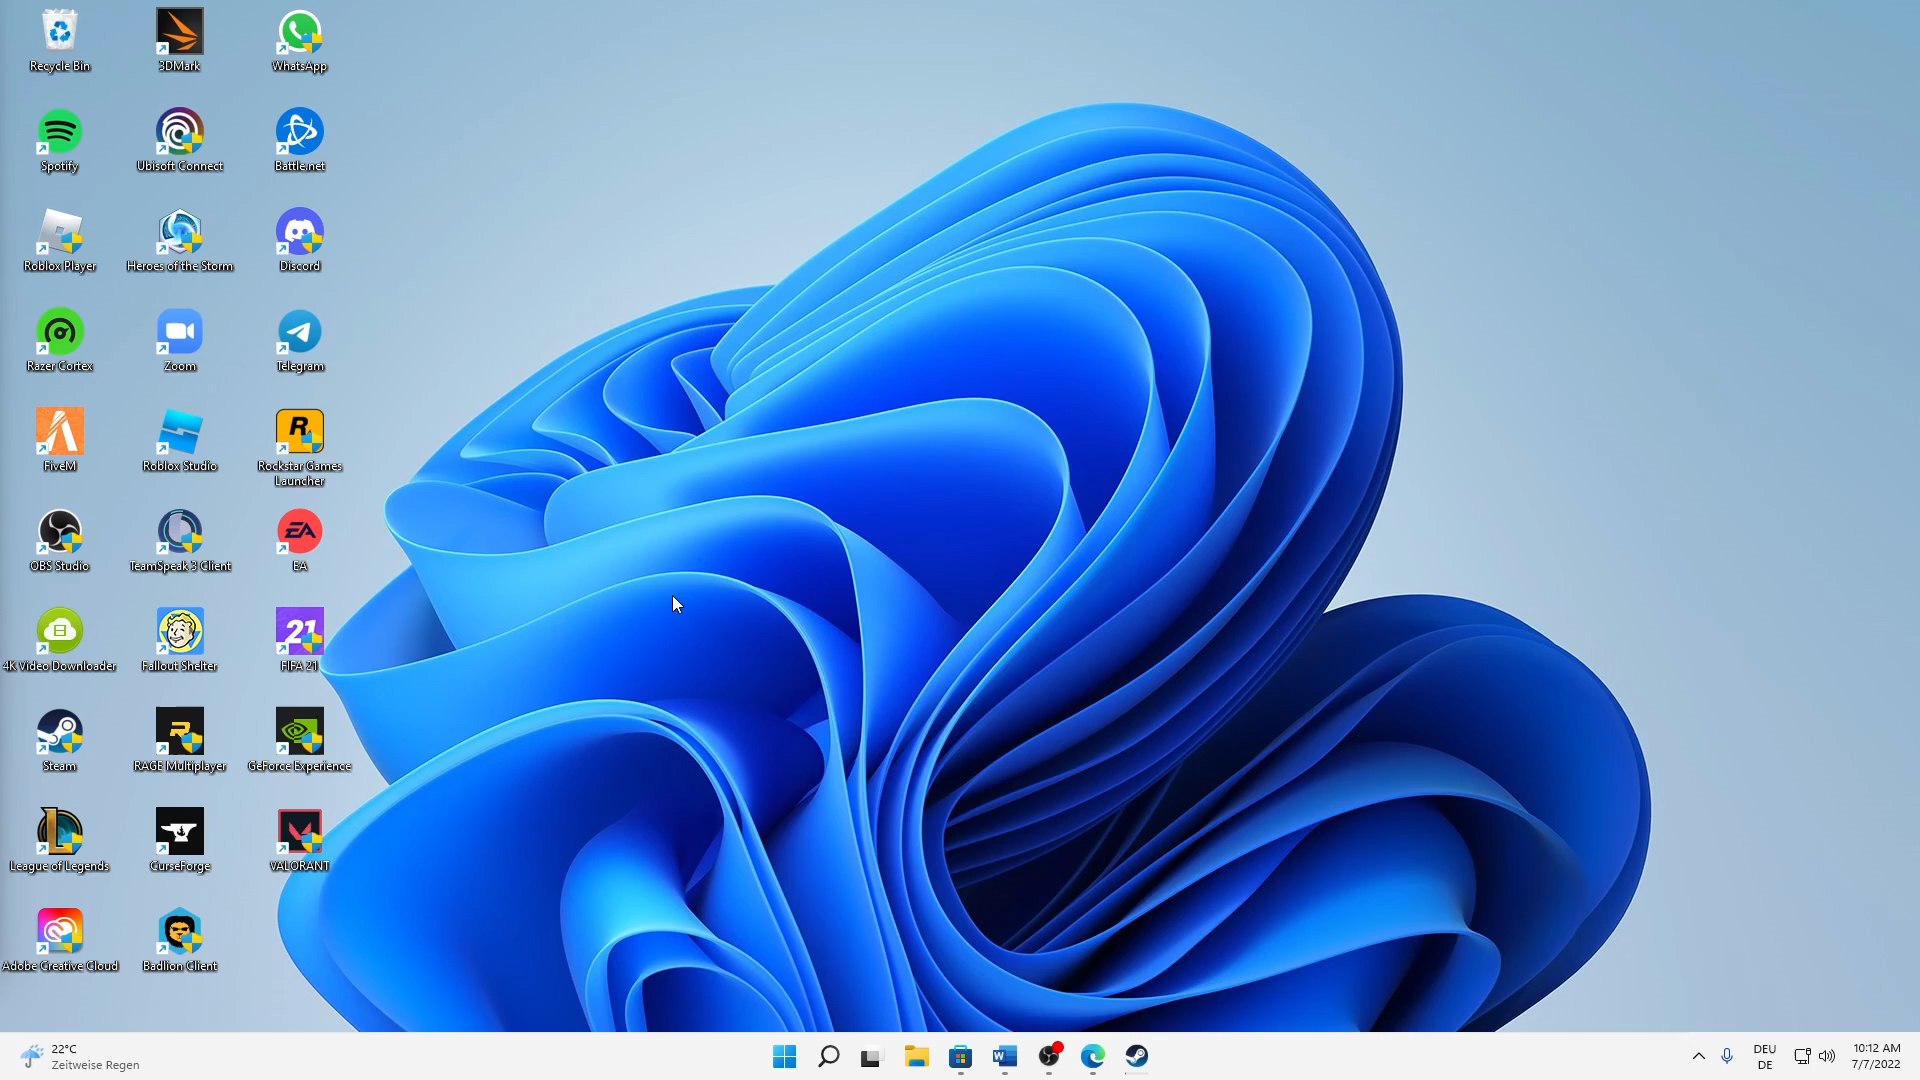 Recycle Bin
3DMark
WhatsApp
Spotify
Ubisoft Connect
Battle.net
Roblox Player
Heroes of the Storm
Discord
Razer Cortex
Zoom
Telegram
FiveM
Roblox Studio
R
Rockstar Games
Launcher
OBS Studio
TeamSpeak 3 Client
EA
EA
4K Video Downloader
Fallout Shelter
21
FIFA 21
Steam
RAGE Multiplayer
GeForce Experience
League of Legends
CurseForge
VALORANT
Adobe Creative Cloud
Badlion Client
22°C
Zeitweise Regen
W
DEU
DE
10:12 AM
7/7/2022